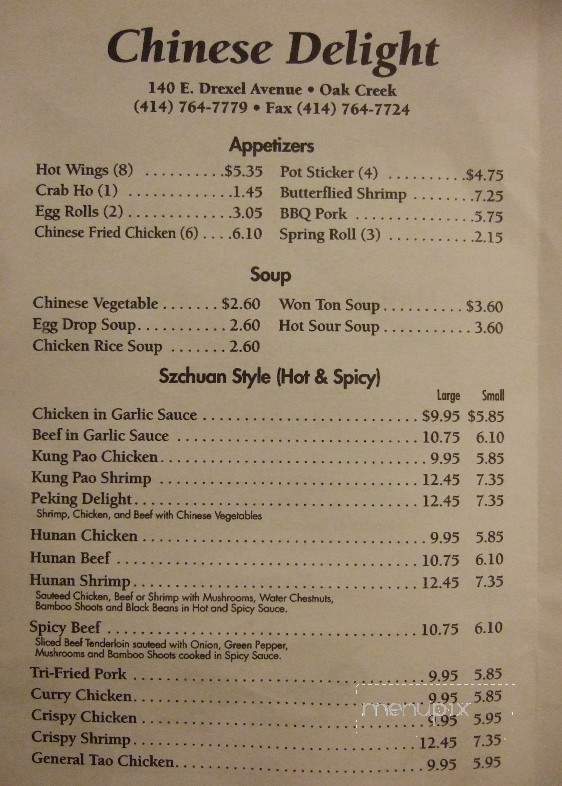 Chinese Delight
140 E. Drexel Avenue • Oak Creek
(414) 764-7779 • Fax (414) 764-7724
Appetizers
Hot Wings (8) ..........$5.35
Crab Ho (1) .............1.45
Egg Rolls (2).............3.05
Chinese Fried Chicken (6) ....6.10
Pot Sticker (4) ..........$4.75
Butterflied Shrimp ........7.25
BBQ Pork ...............5.75
Spring Roll (3) ...........2.15
Soup
Chinese Vegetable .......$2.60
Egg Drop Soup........... 2.60
Chicken Rice Soup ....... 2.60
Won Ton Soup..........$3.60
Hot Sour Soup...........3.60
Szchuan Style (Hot & Spicy)
Large Small
Chicken in Garlic Sauce ..........................$9.95 $5.85
Beef in Garlic Sauce ............................. 10.75 6.10
Kung Pao Chicken............................... 9.95 5.85
Kung Pao Shrimp ............................... 12.45 7.35
Peking Delight.................................. 12.45 7.35
Shrimp, Chicken, and Beef with Chinese Vegetables
Hunan Chicken ................................. 9.95 5.85
Hunan Beef .................................... 10.75 6.10
Hunan Shrimp.................................. 12.45 7.35
Sauteed Chicken, Beef or Shrimp with Mushrooms, Water Chestnuts,
Bamboo Shoots and Black Beans in Hot and Spicy Sauce.
Spicy Beef ..................................... 10.75 6.10
Sliced Beef Tenderloin sauteed with Onion, Green Pepper,
Mushrooms and Bamboo Shoots cooked in Spicy Sauce.
Tri-Fried Pork .................................. 9.95 5.85
Curry Chicken.................................. 9.95 5.85
Crispy Chicken ................................. 9.95 5.95
Crispy Shrimp.................................. 12.45 7.35
General Tao Chicken............................. 9.95 5.95
menupix